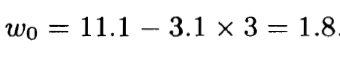 w₀ = 11.1 − 3.1 × 3 = 1.8.